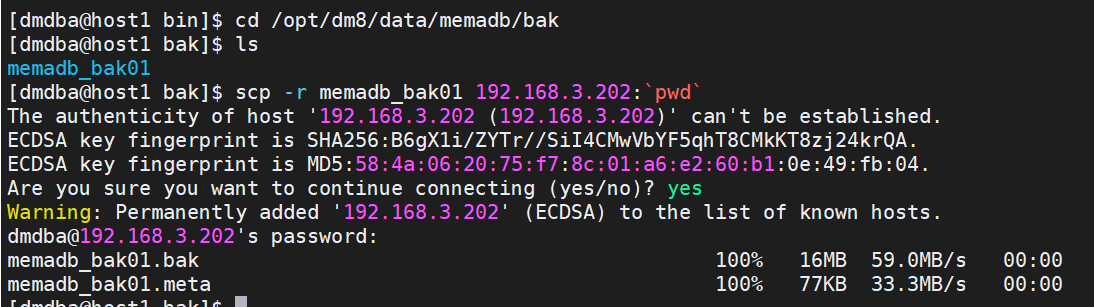 [dmdba@host1 bin]$ cd /opt/dm8/data/memadb/bak
[dmdba@host1 bak]$ ls
memadb_bak01
[dmdba@host1 bak]$ scp -r memadb_bak01 192.168.3.202:`pwd`
The authenticity of host '192.168.3.202 (192.168.3.202)' can't be established.
ECDSA key fingerprint is SHA256:B6gX1i/ZYTr//SiI4CMwVbYF5qhT8CMkKT8zj24krQA.
ECDSA key fingerprint is MD5:58:4a:06:20:75:f7:8c:01:a6:e2:60:b1:0e:49:fb:04.
Are you sure you want to continue connecting (yes/no)? yes
Warning: Permanently added '192.168.3.202' (ECDSA) to the list of known hosts.
dmdba@192.168.3.202's password:
memadb_bak01.bak 100% 16MB 59.0MB/s 00:00
memadb_bak01.meta 100% 77KB 33.3MB/s 00:00
[dmdba@host1 bak]$